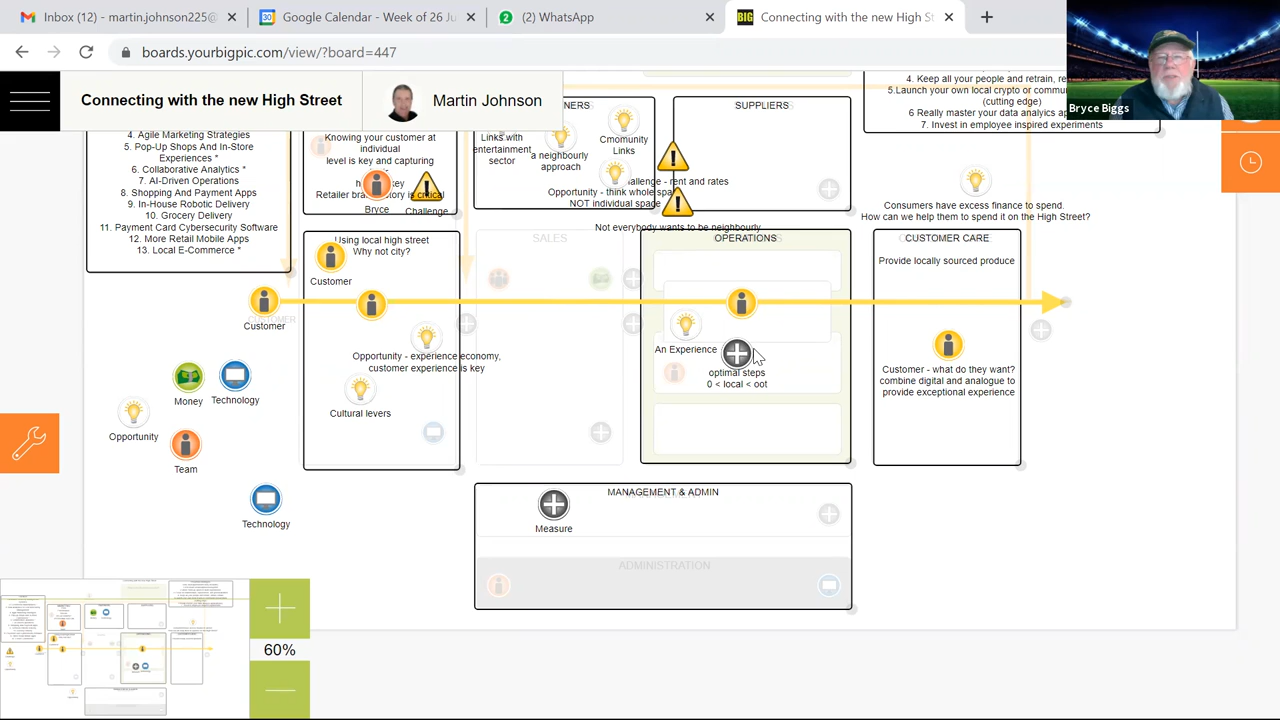 Inbox (12) - martin.johnson225@
Google Calendar - Week of 26 J
(2) WhatsApp
BIG
Connecting with the new High St
boards.yourbigpic.com/view/?board=447
Bryce Biggs
Connecting with the new High Street
Martin Johnson
4. Agile Marketing Strategies
5. Pop-Up Shops And In-Store
Experiences *
6. Collaborative Analytics *
7. AI-Driven Operations
8. Shopping And Payment Apps
9. In-House Robotic Delivery
10. Grocery Delivery
11. Payment Card Cybersecurity Software
12. More Retail Mobile Apps
13. Local E-Commerce *
Knowing
customer at
individual
level is key and capturing
key
Retailer
is critical
Bryce
Challenge
NERS
Links with
entertainment
sector
a neighbourly
approach
Cmomunity
Links
Opportunity - think whole spa
NOT individual space
SUPPLIERS
allenge - rent and rates
Not everybody wants to be neighbourly
4. Keep all your people and retrain, re
5.Launch your own local crypto or commu
(cutting edge)
6 Really master your data analyics ap
7. Invest in employee inspired experiments
Consumers have excess finance to spend.
How can we help them to spend it on the High Street?
Using local high street
Why not city?
Customer
SALES
OPERATIONS
CUSTOMER CARE
Provide locally sourced produce
Customer
CUSTOMER
Opportunity - experience economy,
customer experience is key
Cultural levers
An Experience
optimal steps
0 < local < oot
Customer - what do they want?
combine digital and analogue to
provide exceptional experience
Money
Technology
Opportunity
Team
Technology
MANAGEMENT & ADMIN
Measure
ADMINISTRATION
60%